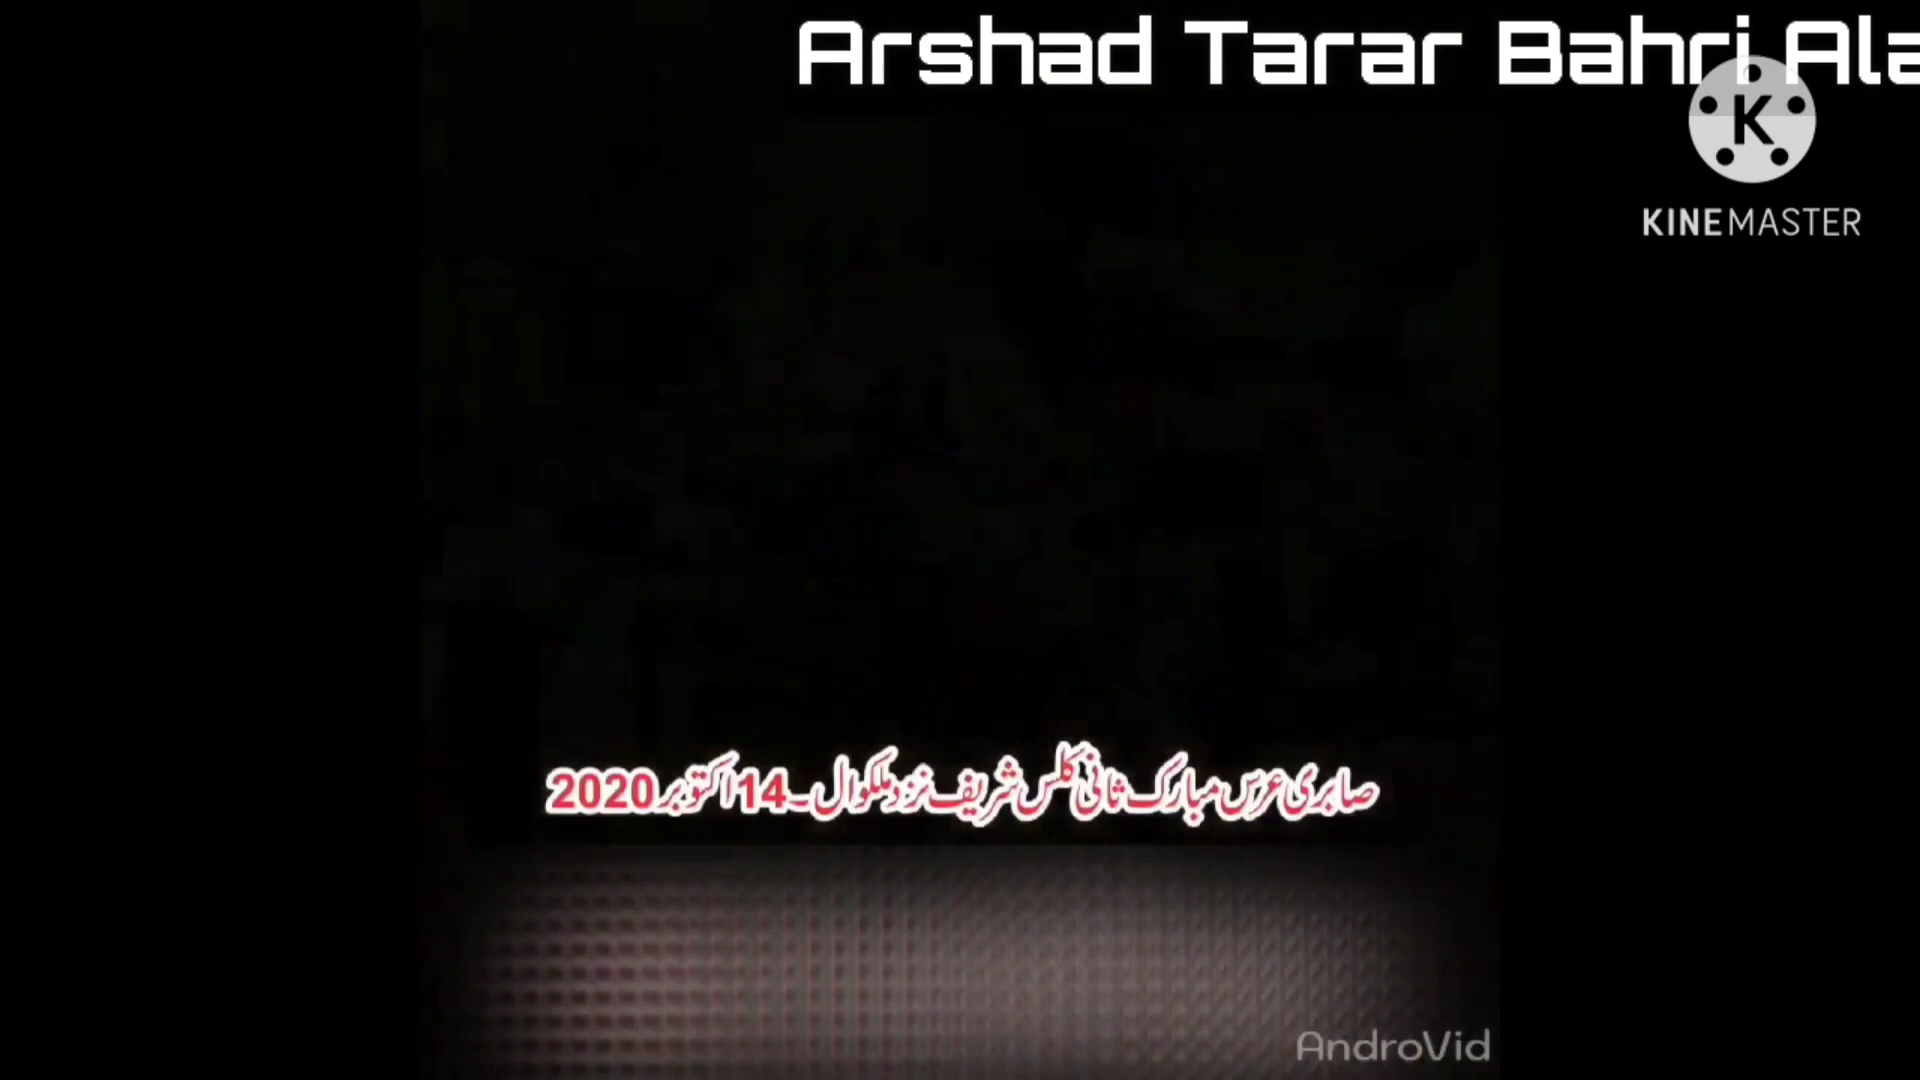 Arshad Tarar Bahri Ala
KINEMASTER
صابری عرس مبارک ثانی کلس شریف نزد ملکوال۔14 اکتوبر 2020
AndroVid